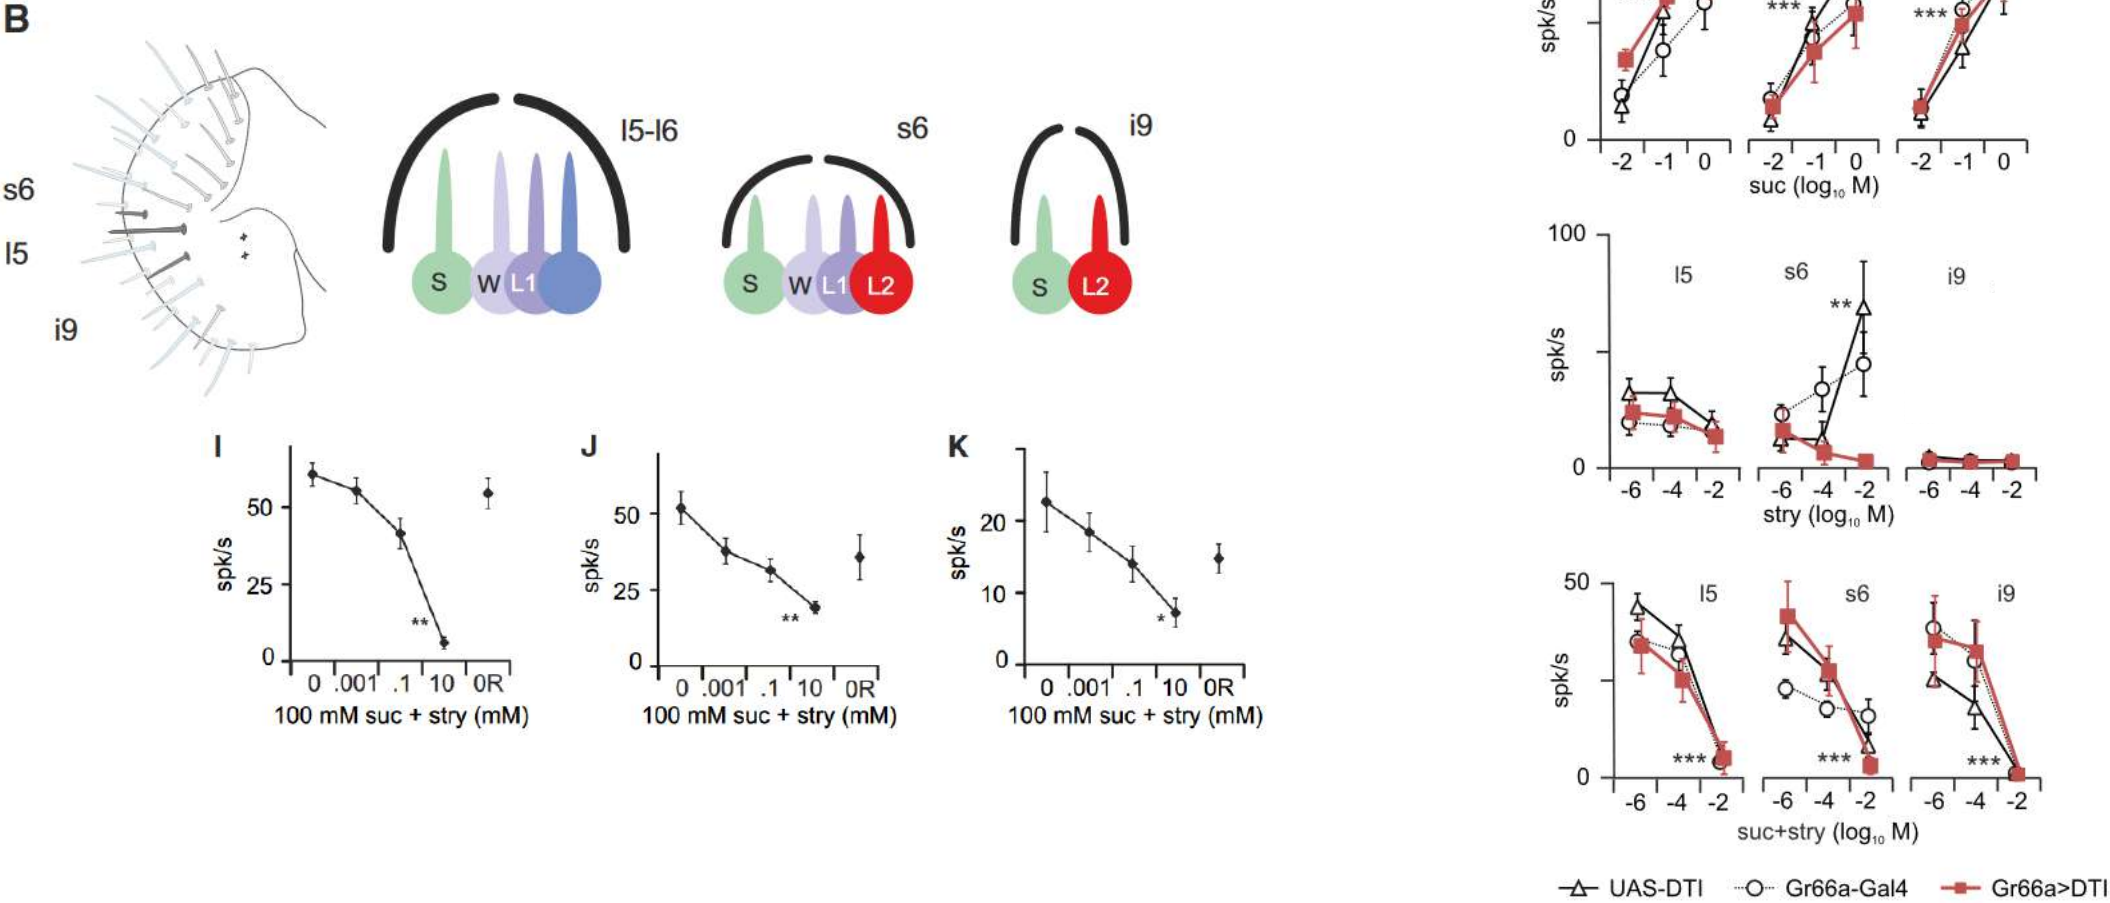 B
s6
l5
i9
l5-l6
S W L1
s6
S W L1 L2
i9
S L2
I
spk/s
50
25
0
0 .001 .1 10 0R
100 mM suc + stry (mM)
**
J
spk/s
50
25
0
0 .001 .1 10 0R
100 mM suc + stry (mM)
**
K
spk/s
20
10
0
0 .001 .1 10 0R
100 mM suc + stry (mM)
*
spk/s
0
*** ***
-2 -1 0 -2 -1 0 -2 -1 0
suc (log₁₀ M)
100
spk/s
0
l5 s6 i9
**
-6 -4 -2 -6 -4 -2 -6 -4 -2
stry (log₁₀ M)
50
spk/s
0
l5 s6 i9
*** *** ***
-6 -4 -2 -6 -4 -2 -6 -4 -2
suc+stry (log₁₀ M)
UAS-DTI Gr66a-Gal4 Gr66a>DTI